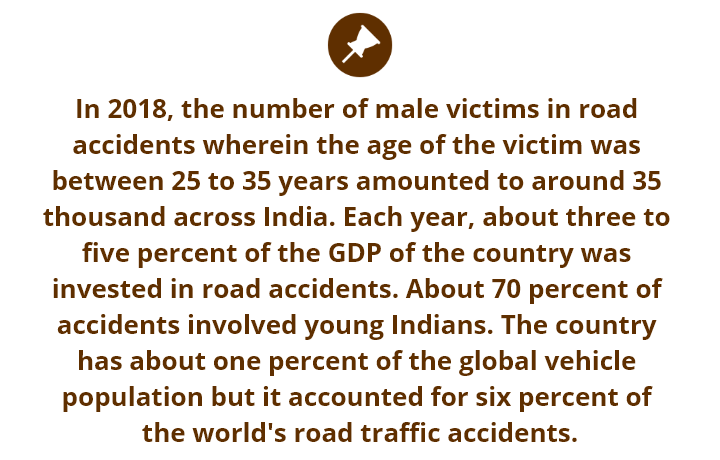 In 2018, the number of male victims in road
accidents wherein the age of the victim was
between 25 to 35 years amounted to around 35
thousand across India. Each year, about three to
five percent of the GDP of the country was
invested in road accidents. About 70 percent of
accidents involved young Indians. The country
has about one percent of the global vehicle
population but it accounted for six percent of
the world's road traffic accidents.